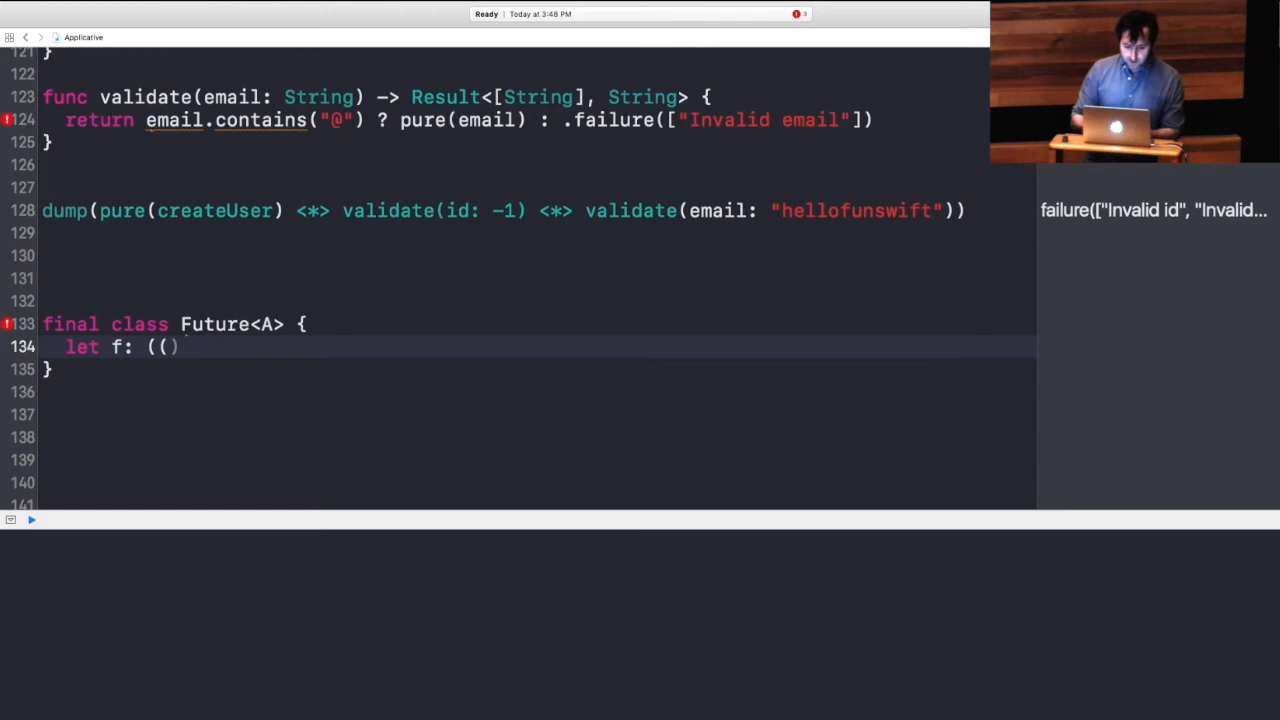 Ready | Today at 3:48 PM 3
Applicative
121 }
122
123 func validate(email: String) -> Result<[String], String> {
124 return email.contains("@") ? pure(email) : .failure(["Invalid email"])
125 }
126
127
128 dump(pure(createUser) <*> validate(id: -1) <*> validate(email: "hellofunswift"))
failure(["Invalid id", "Invalid...
129
130
131
132
133 final class Future<A> {
134 let f: (()
135 }
136
137
138
139
140
141